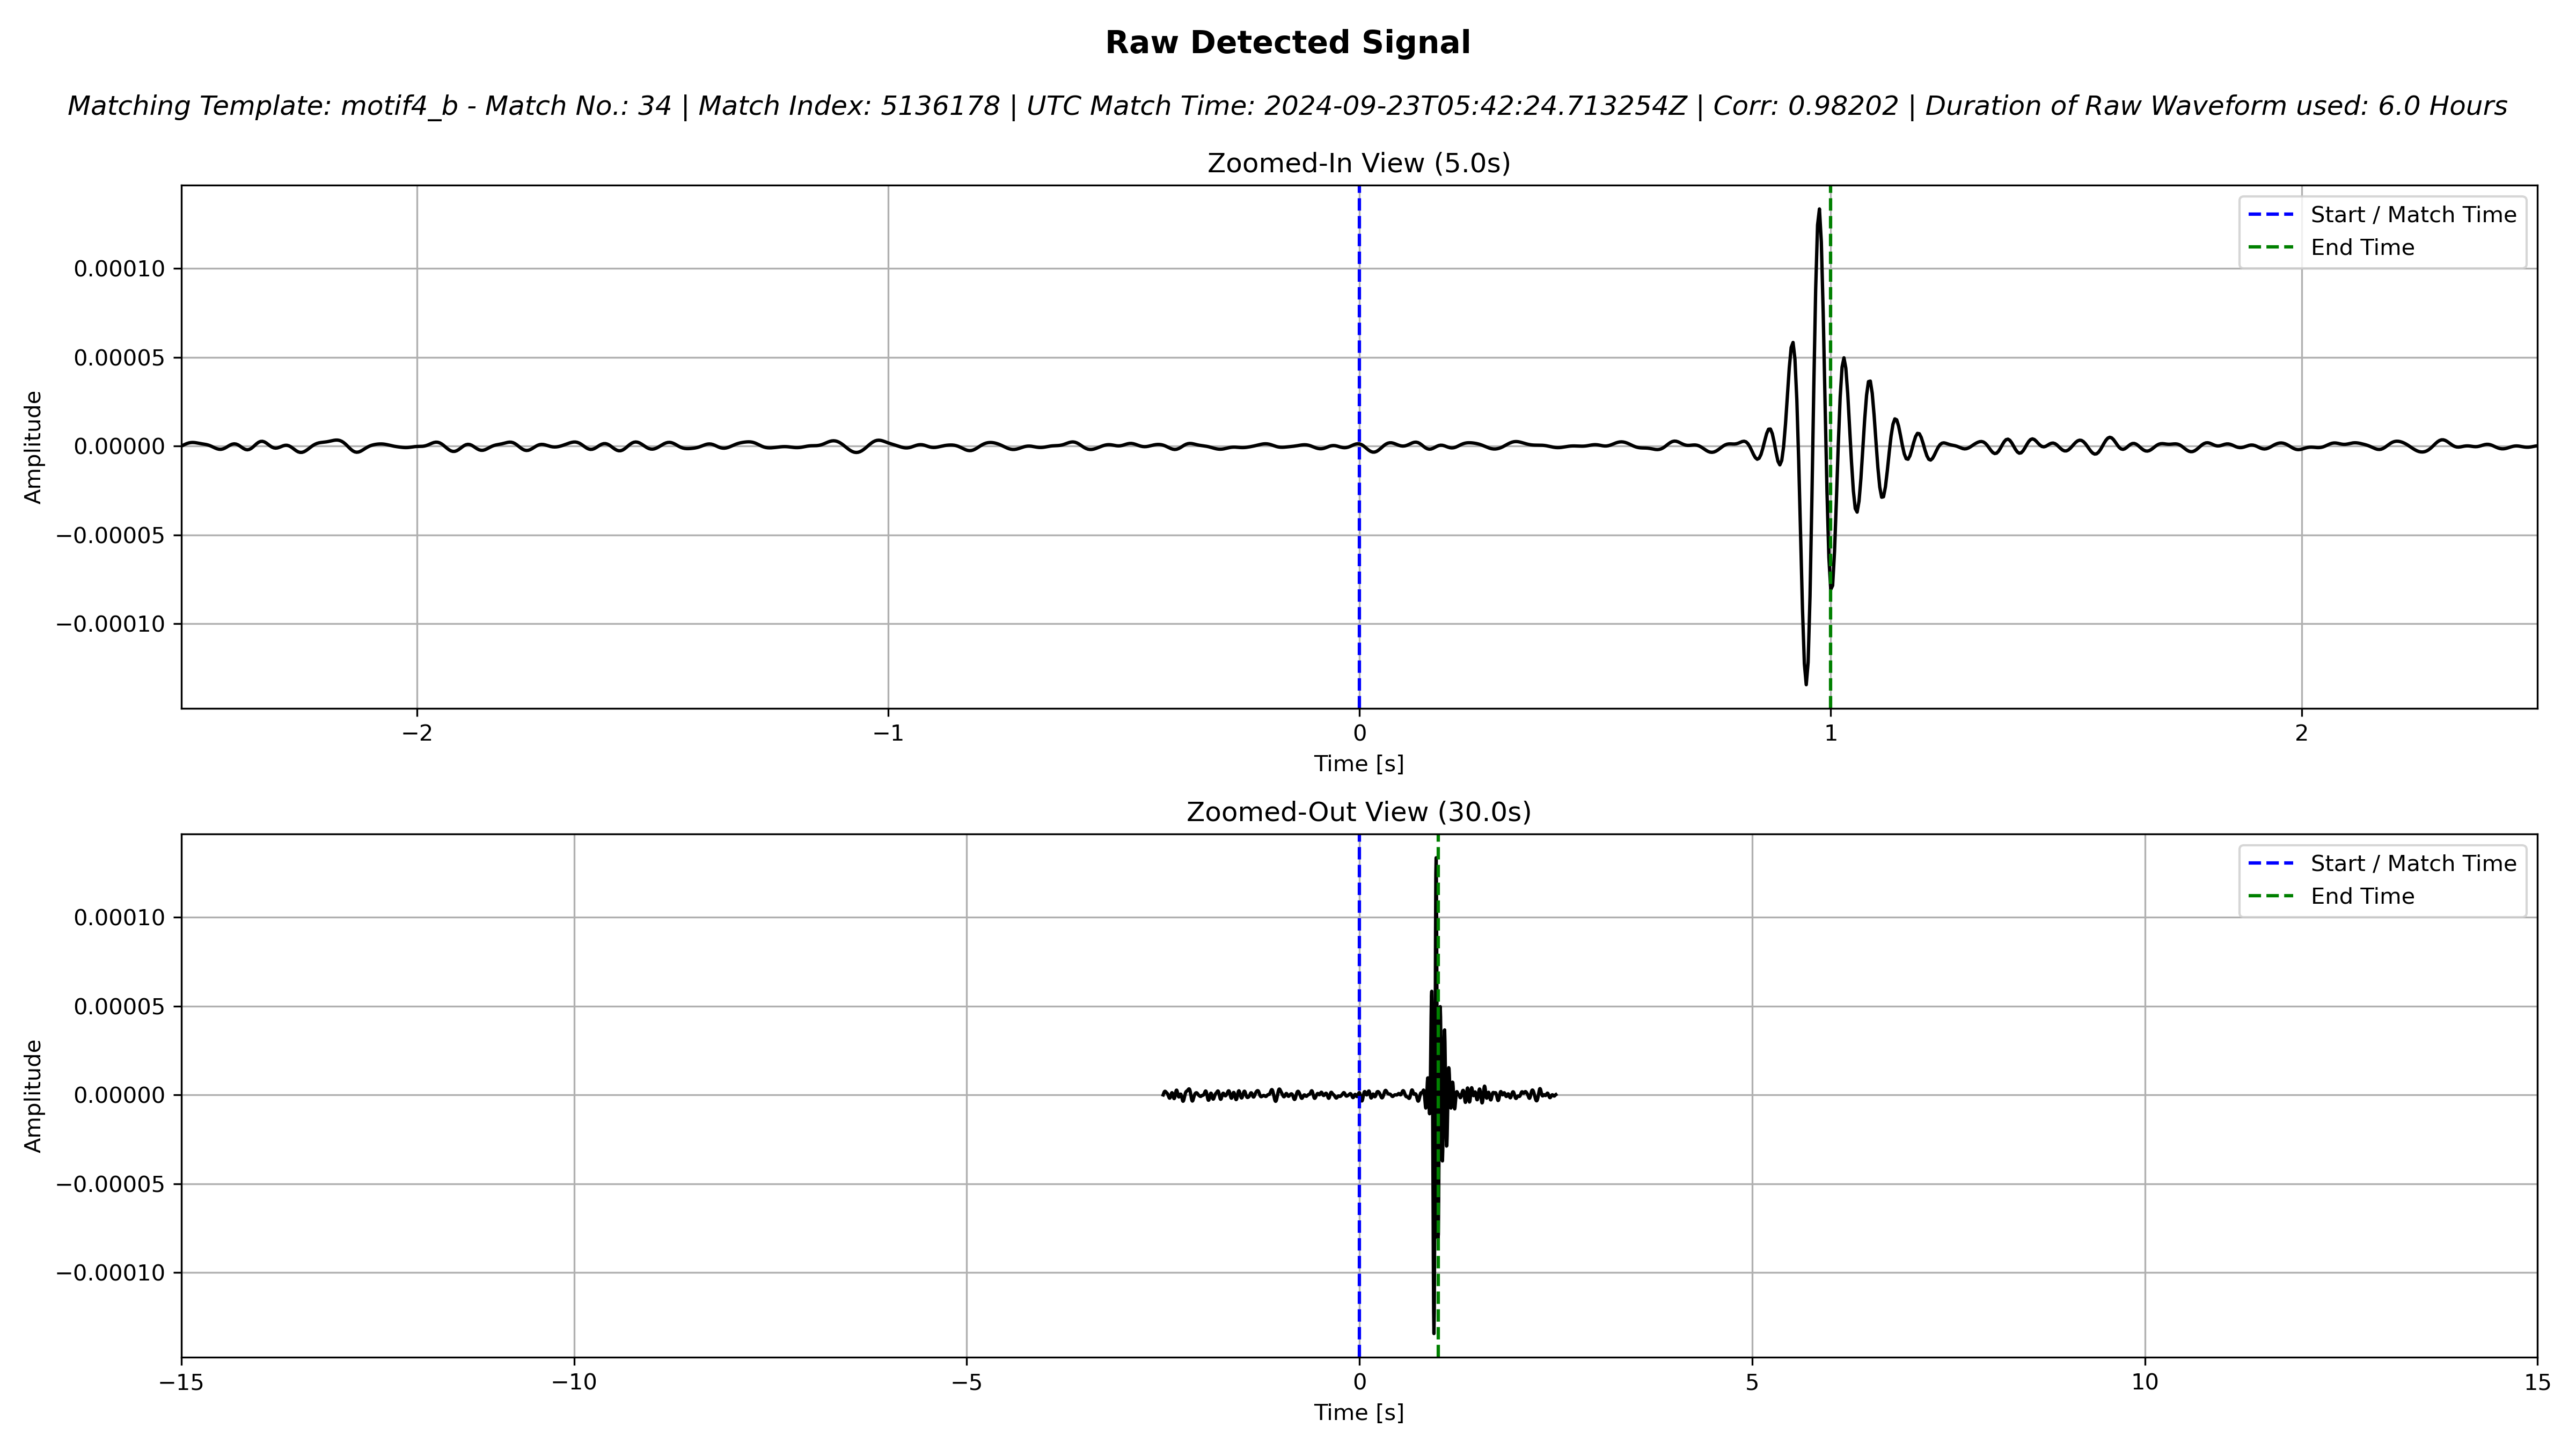 Raw Detected Signal
Matching Template: motif4_b - Match No.: 34 | Match Index: 5136178 | UTC Match Time: 2024-09-23T05:42:24.713254Z | Corr: 0.98202 | Duration of Raw Waveform used: 6.0 Hours
Zoomed-In View (5.0s)
Start / Match Time
End Time
0.00010
0.00005
0.00000
−0.00005
−0.00010
Amplitude
−2 −1 0 1 2
Time [s]
Zoomed-Out View (30.0s)
Start / Match Time
End Time
0.00010
0.00005
0.00000
−0.00005
−0.00010
Amplitude
−15 −10 −5 0 5 10 15
Time [s]